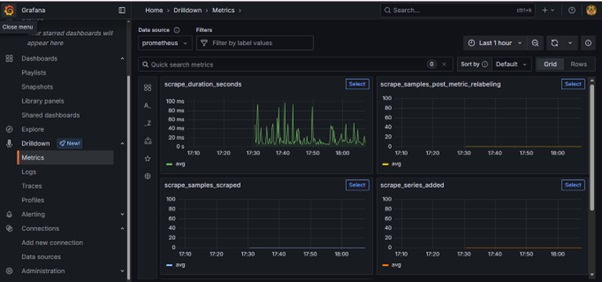 Grafana
Home › Drilldown › Metrics ›
Search...
ctrl+k
Close menu
Your starred dashboards will
appear here
Dashboards
Playlists
Snapshots
Library panels
Shared dashboards
Explore
Drilldown
New!
Metrics
Logs
Traces
Profiles
Alerting
Connections
Add new connection
Data sources
Administration
Data source
Filters
prometheus
Filter by label values
Last 1 hour
Quick search metrics
0
Sort by
Default
Grid
Rows
scrape_duration_seconds
Select
100 ms
80 ms
60 ms
40 ms
20 ms
0 ms
17:10 17:20 17:30 17:40 17:50 18:00
avg
scrape_samples_post_metric_relabeling
Select
100
80
60
40
20
0
17:10 17:20 17:30 17:40 17:50 18:00
avg
scrape_samples_scraped
Select
100
80
60
40
20
0
17:10 17:20 17:30 17:40 17:50 18:00
avg
scrape_series_added
Select
100
80
60
40
20
0
17:10 17:20 17:30 17:40 17:50 18:00
avg